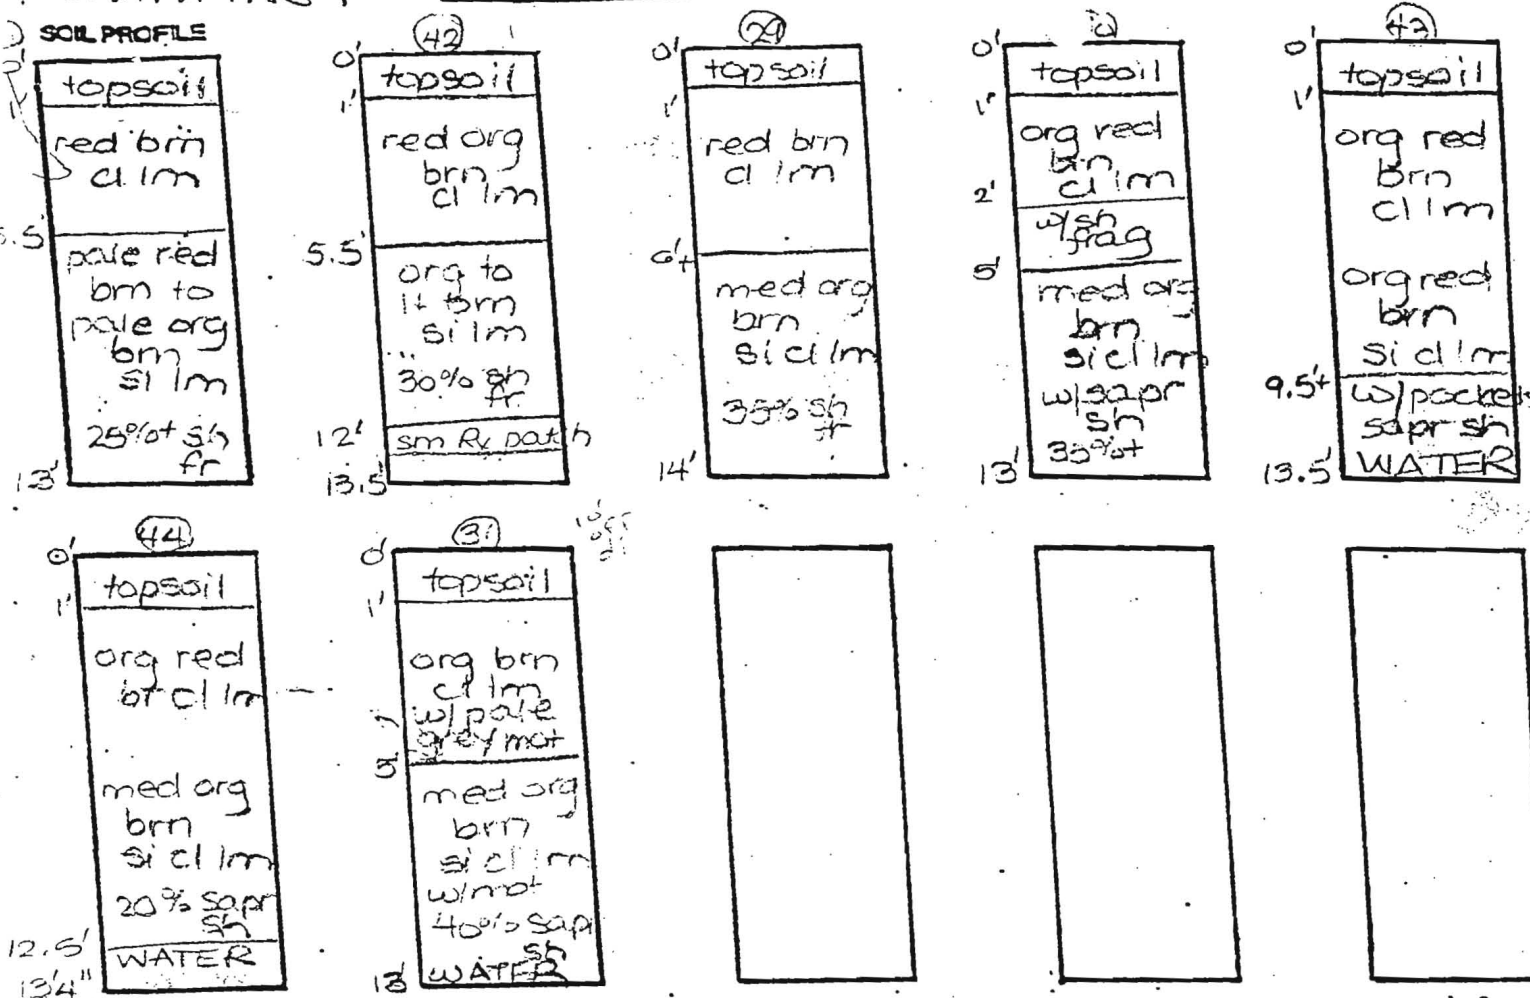 SOIL PROFILE
0'
topsoil
red brn
cl lm
5.5'
pale red
brn to
pale org
brn
si lm
25%+ sh
fr
13'
42
0'
topsoil
1'
red org
brn
cl lm
5.5'
org to
lt brn
si lm
30% sh
fr.
12'
sm Rx patch
13.5'
29
0'
topsoil
1'
red brn
cl lm
6'+
med org
brn
si cl lm
35% sh
fr
14'
0'
topsoil
1'
org red
brn
cl lm
2'
w/sh
frag
5'
med org
brn
si cl lm
w/sapr
sh
35%+
13'
43
0'
topsoil
1'
org red
brn
cl lm
org red
brn
si cl lm
9.5'+
w/pockets
sapr sh
WATER
13.5'
44
0'
topsoil
1'
org red
br cl lm
med org
brn
si cl lm
20% sapr
sh
12.5'
WATER
13'4"
31
0'
topsoil
1'
org brn
cl lm
w/pale
grey mot
med org
brn
si cl lm
w/mot
40% sapr
sh
WATER
13'